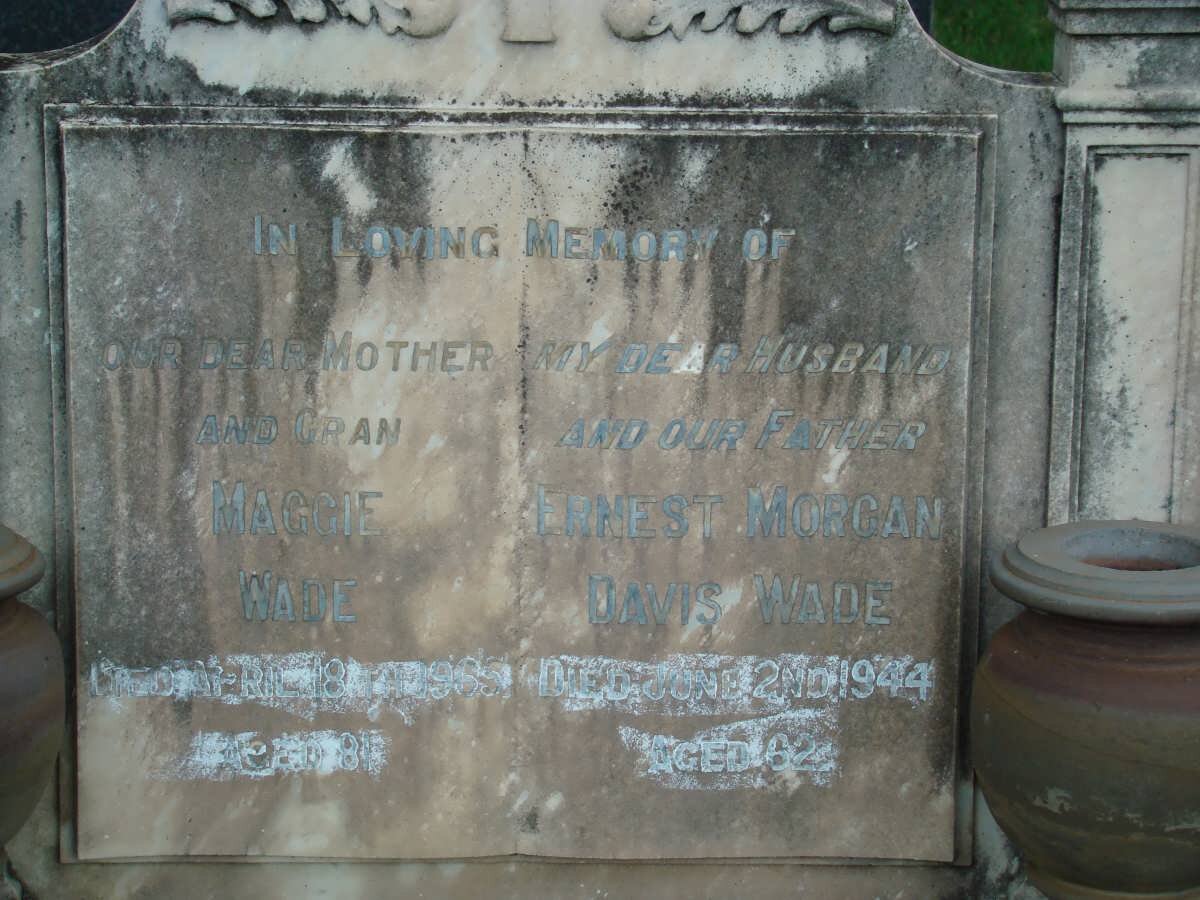 In Loving Memory of
our dear Mother
and Gran
Maggie
Wade
Died April 18th 1965
Aged 81
my dear Husband
and our Father
Ernest Morgan
Davis Wade
Died June 2nd 1944
Aged 62